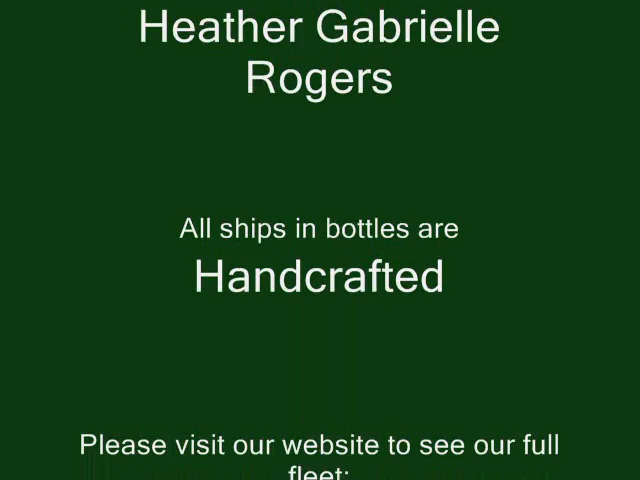 Heather Gabrielle
Rogers
All ships in bottles are
Handcrafted
Please visit our website to see our full
fleet: